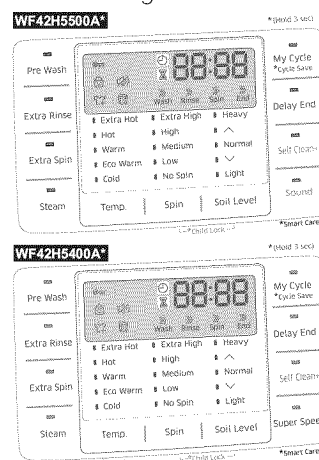 WF42H5500A*
*(Hold 3 sec)
Pre Wash
88:88
My Cycle
*Cycle Save
Wash Rinse Spin End
Extra Rinse
Extra Hot Extra High Heavy
Delay End
Hot High
Extra Spin
Warm Medium Normal
Self Clean+
Eco Warm Low
Cold No Spin Light
Steam
Temp. Spin Soil Level
Sound
*Child Lock
*Smart Care
WF42H5400A*
*(Hold 3 sec)
Pre Wash
88:88
My Cycle
*Cycle Save
Wash Rinse Spin End
Extra Rinse
Extra Hot Extra High Heavy
Delay End
Hot High
Warm Medium Normal
Extra Spin
Self Clean+
Eco Warm Low
Cold No Spin Light
Steam
Temp. Spin Soil Level
Super Spee
*Child Lock
*Smart Care